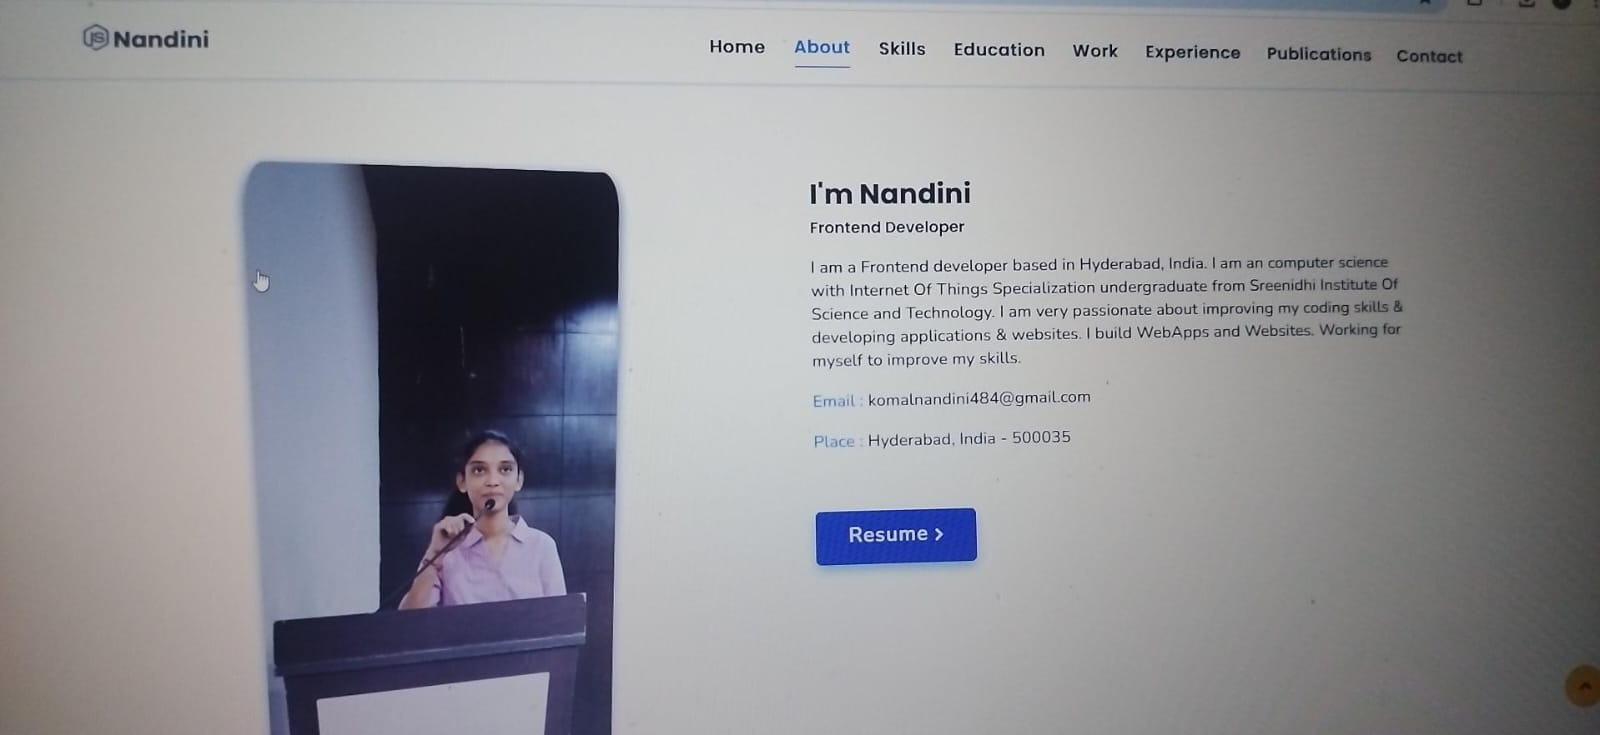 JS Nandini
Home About Skills Education Work Experience Publications Contact
I'm Nandini
Frontend Developer
I am a Frontend developer based in Hyderabad, India. I am an computer science
with Internet Of Things Specialization undergraduate from Sreenidhi Institute Of
Science and Technology. I am very passionate about improving my coding skills &
developing applications & websites. I build WebApps and Websites. Working for
myself to improve my skills.
Email : komalnandini484@gmail.com
Place : Hyderabad, India - 500035
Resume >